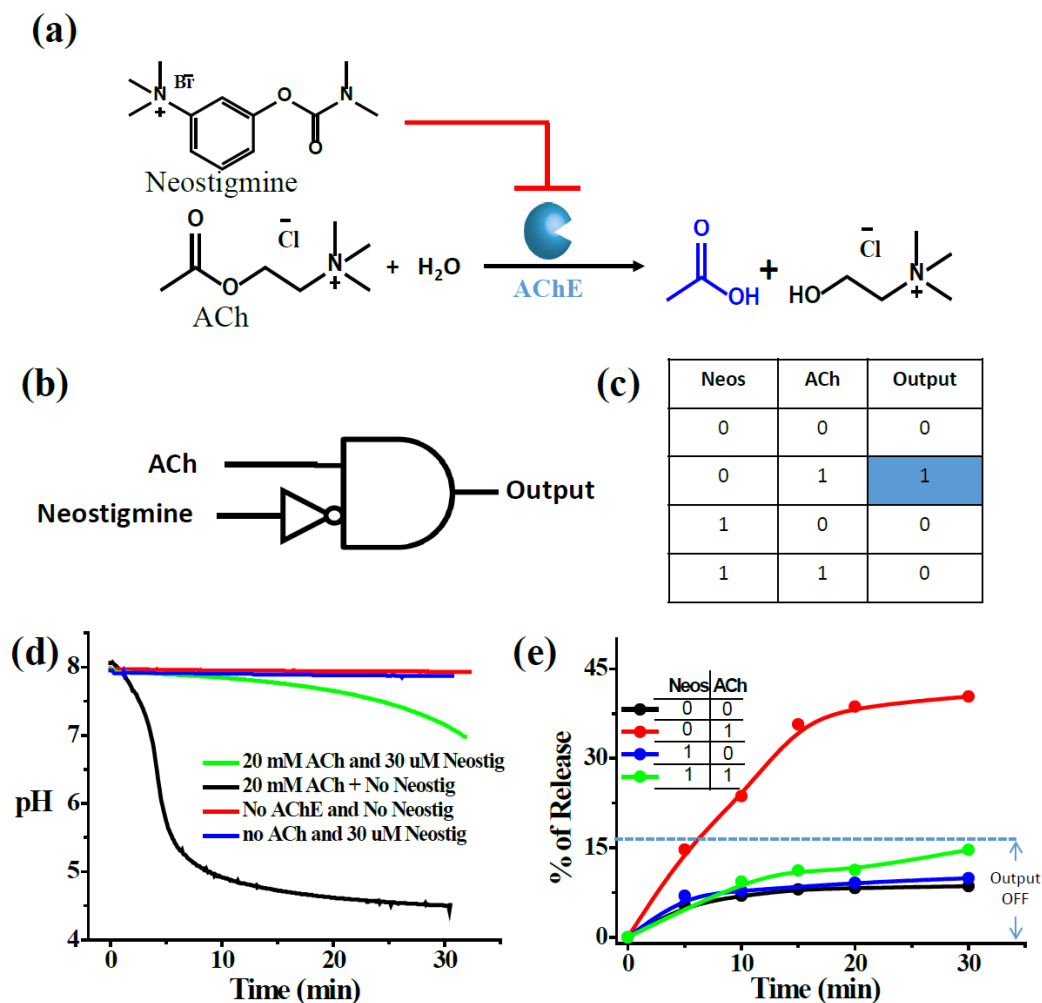 (a)
N
+
Br
O
O
N
Neostigmine
O
O
Cl
N
+
ACh
+ H₂O
AChE
O
OH
+
HO
Cl
N
+
(b)
ACh
Neostigmine
Output
(c)
Neos ACh Output
0 0 0
0 1 1
1 0 0
1 1 0
(d)
8
7
6
5
4
pH
20 mM ACh and 30 uM Neostig
20 mM ACh + No Neostig
No AChE and No Neostig
no ACh and 30 uM Neostig
0 10 20 30
Time (min)
(e)
45
30
15
0
% of Release
Neos ACh
0 0
0 1
1 0
1 1
Output
OFF
0 10 20 30
Time (min)